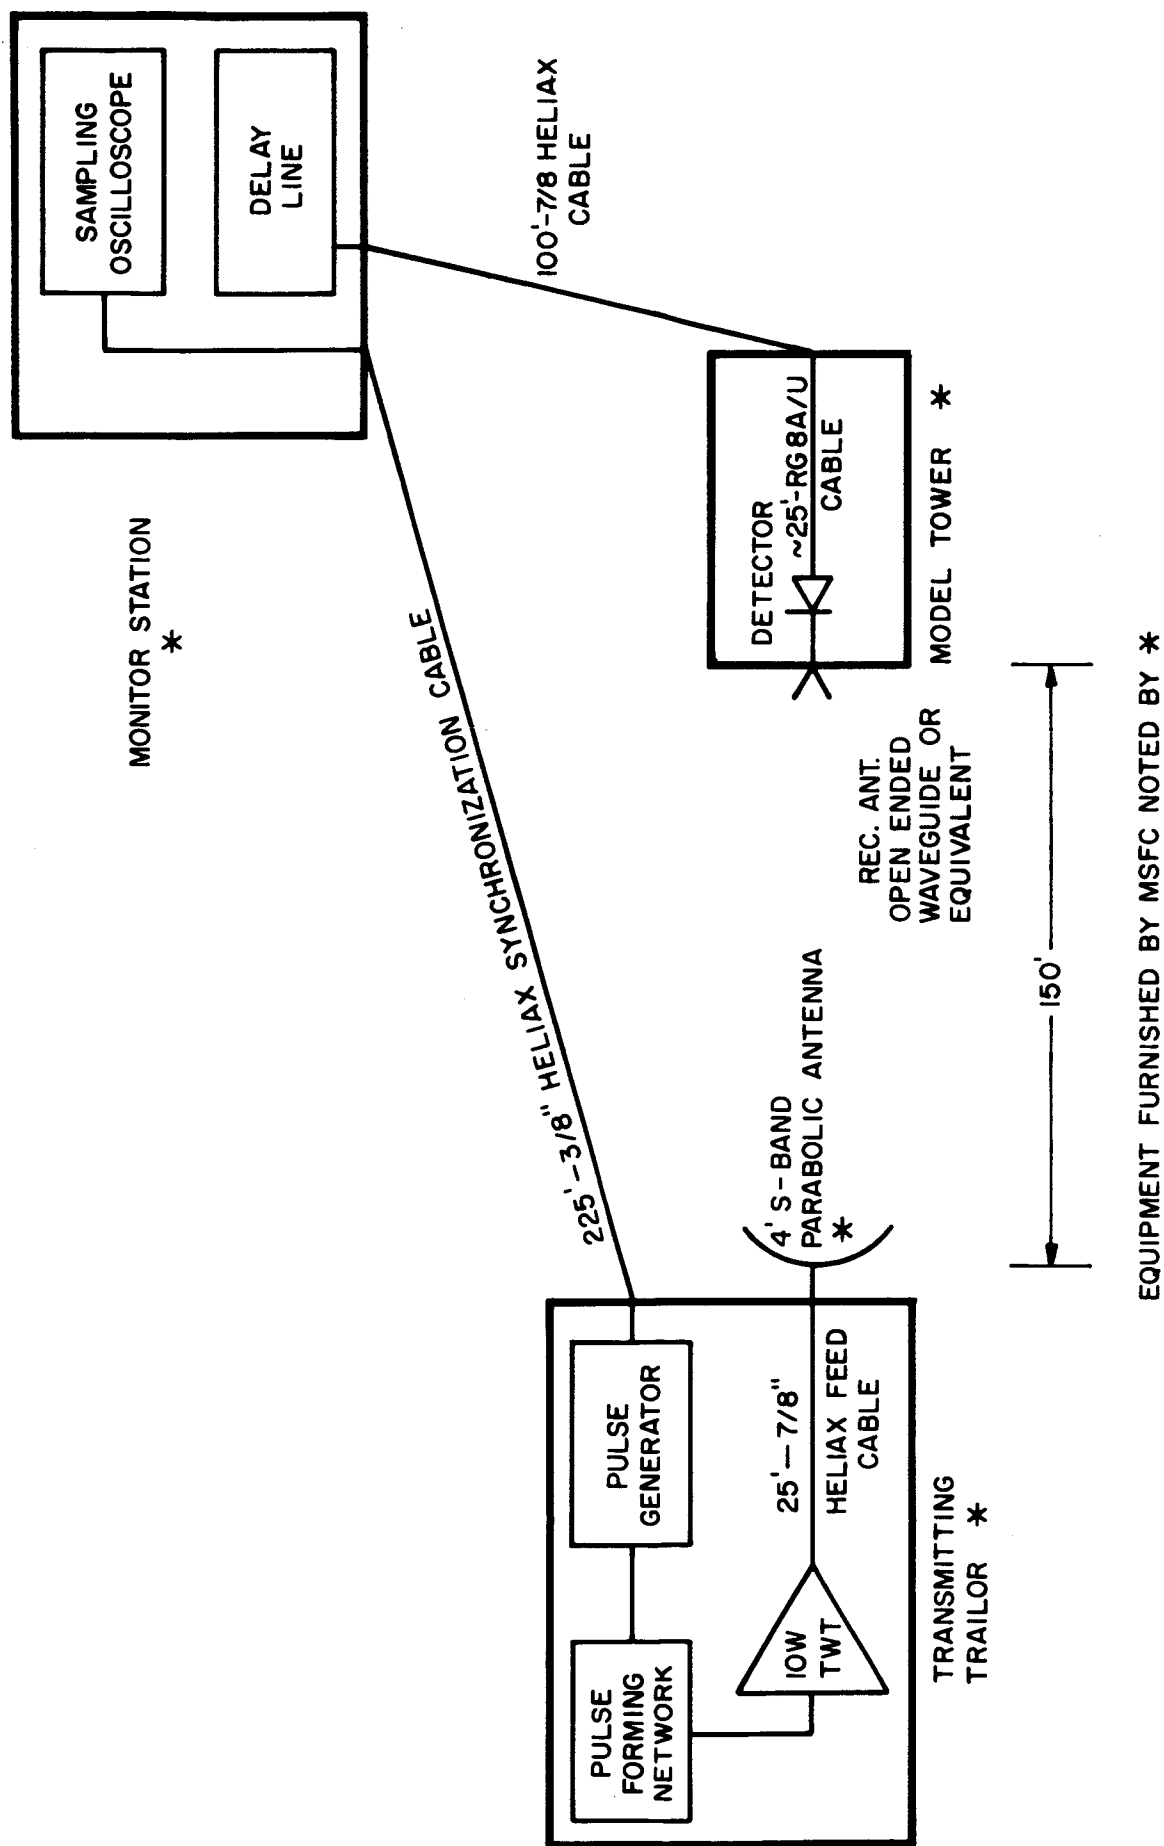 MONITOR STATION
*
SAMPLING
OSCILLOSCOPE
DELAY
LINE
225'-3/8" HELIAX SYNCHRONIZATION CABLE
100'-7/8 HELIAX
CABLE
PULSE
FORMING
NETWORK
PULSE
GENERATOR
10W
TWT
25'-7/8"
HELIAX FEED
CABLE
TRANSMITTING
TRAILOR *
4' S-BAND
PARABOLIC ANTENNA
*
REC. ANT.
OPEN ENDED
WAVEGUIDE OR
EQUIVALENT
DETECTOR
~25'-RG8A/U
CABLE
MODEL TOWER *
150'
EQUIPMENT FURNISHED BY MSFC NOTED BY *